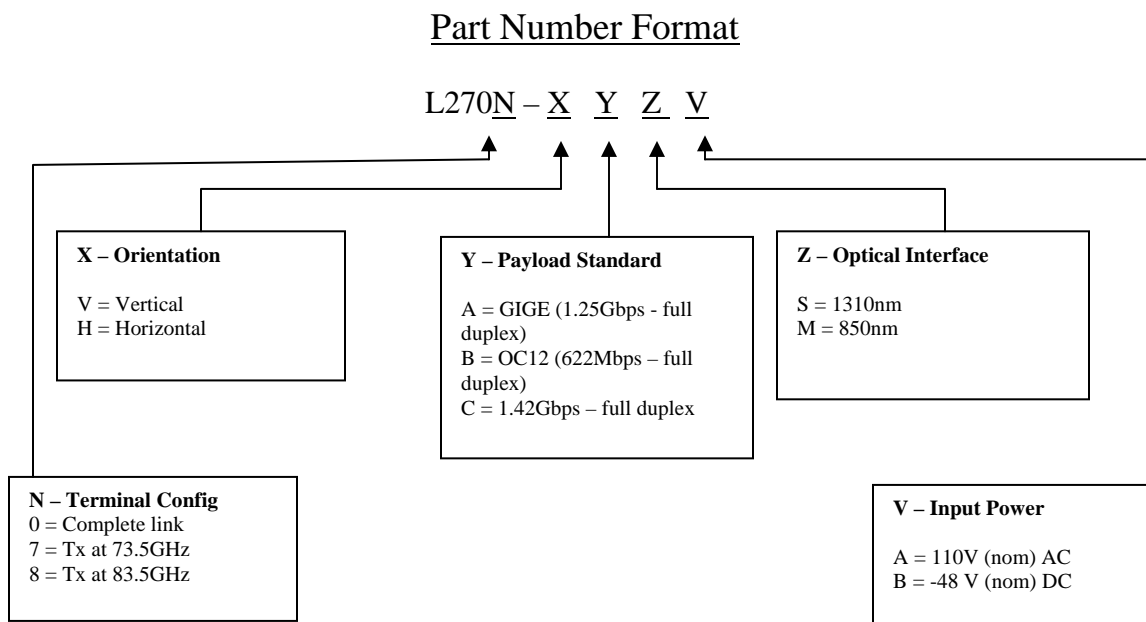 Part Number Format
L270N – X Y Z V
X – Orientation
V = Vertical
H = Horizontal
Y – Payload Standard
A = GIGE (1.25Gbps - full
duplex)
B = OC12 (622Mbps – full
duplex)
C = 1.42Gbps – full duplex
Z – Optical Interface
S = 1310nm
M = 850nm
N – Terminal Config
0 = Complete link
7 = Tx at 73.5GHz
8 = Tx at 83.5GHz
V – Input Power
A = 110V (nom) AC
B = -48 V (nom) DC